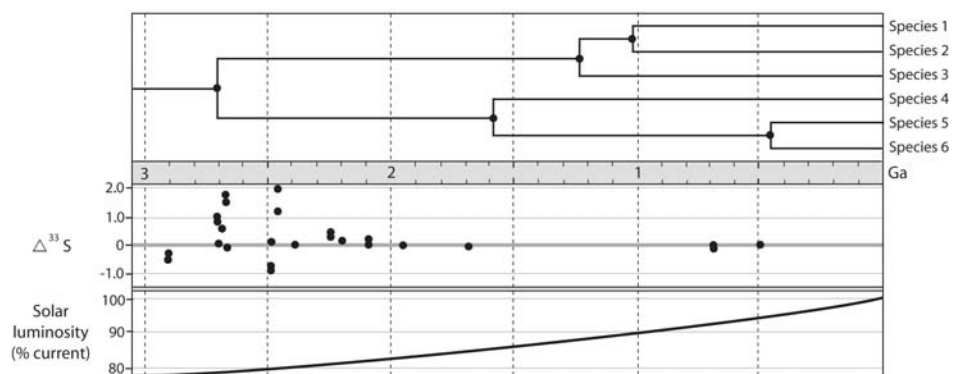 Species 1
Species 2
Species 3
Species 4
Species 5
Species 6
3 2 1 Ga
2.0
1.0
0
-1.0
△³³ S
100
90
80
Solar
luminosity
(% current)